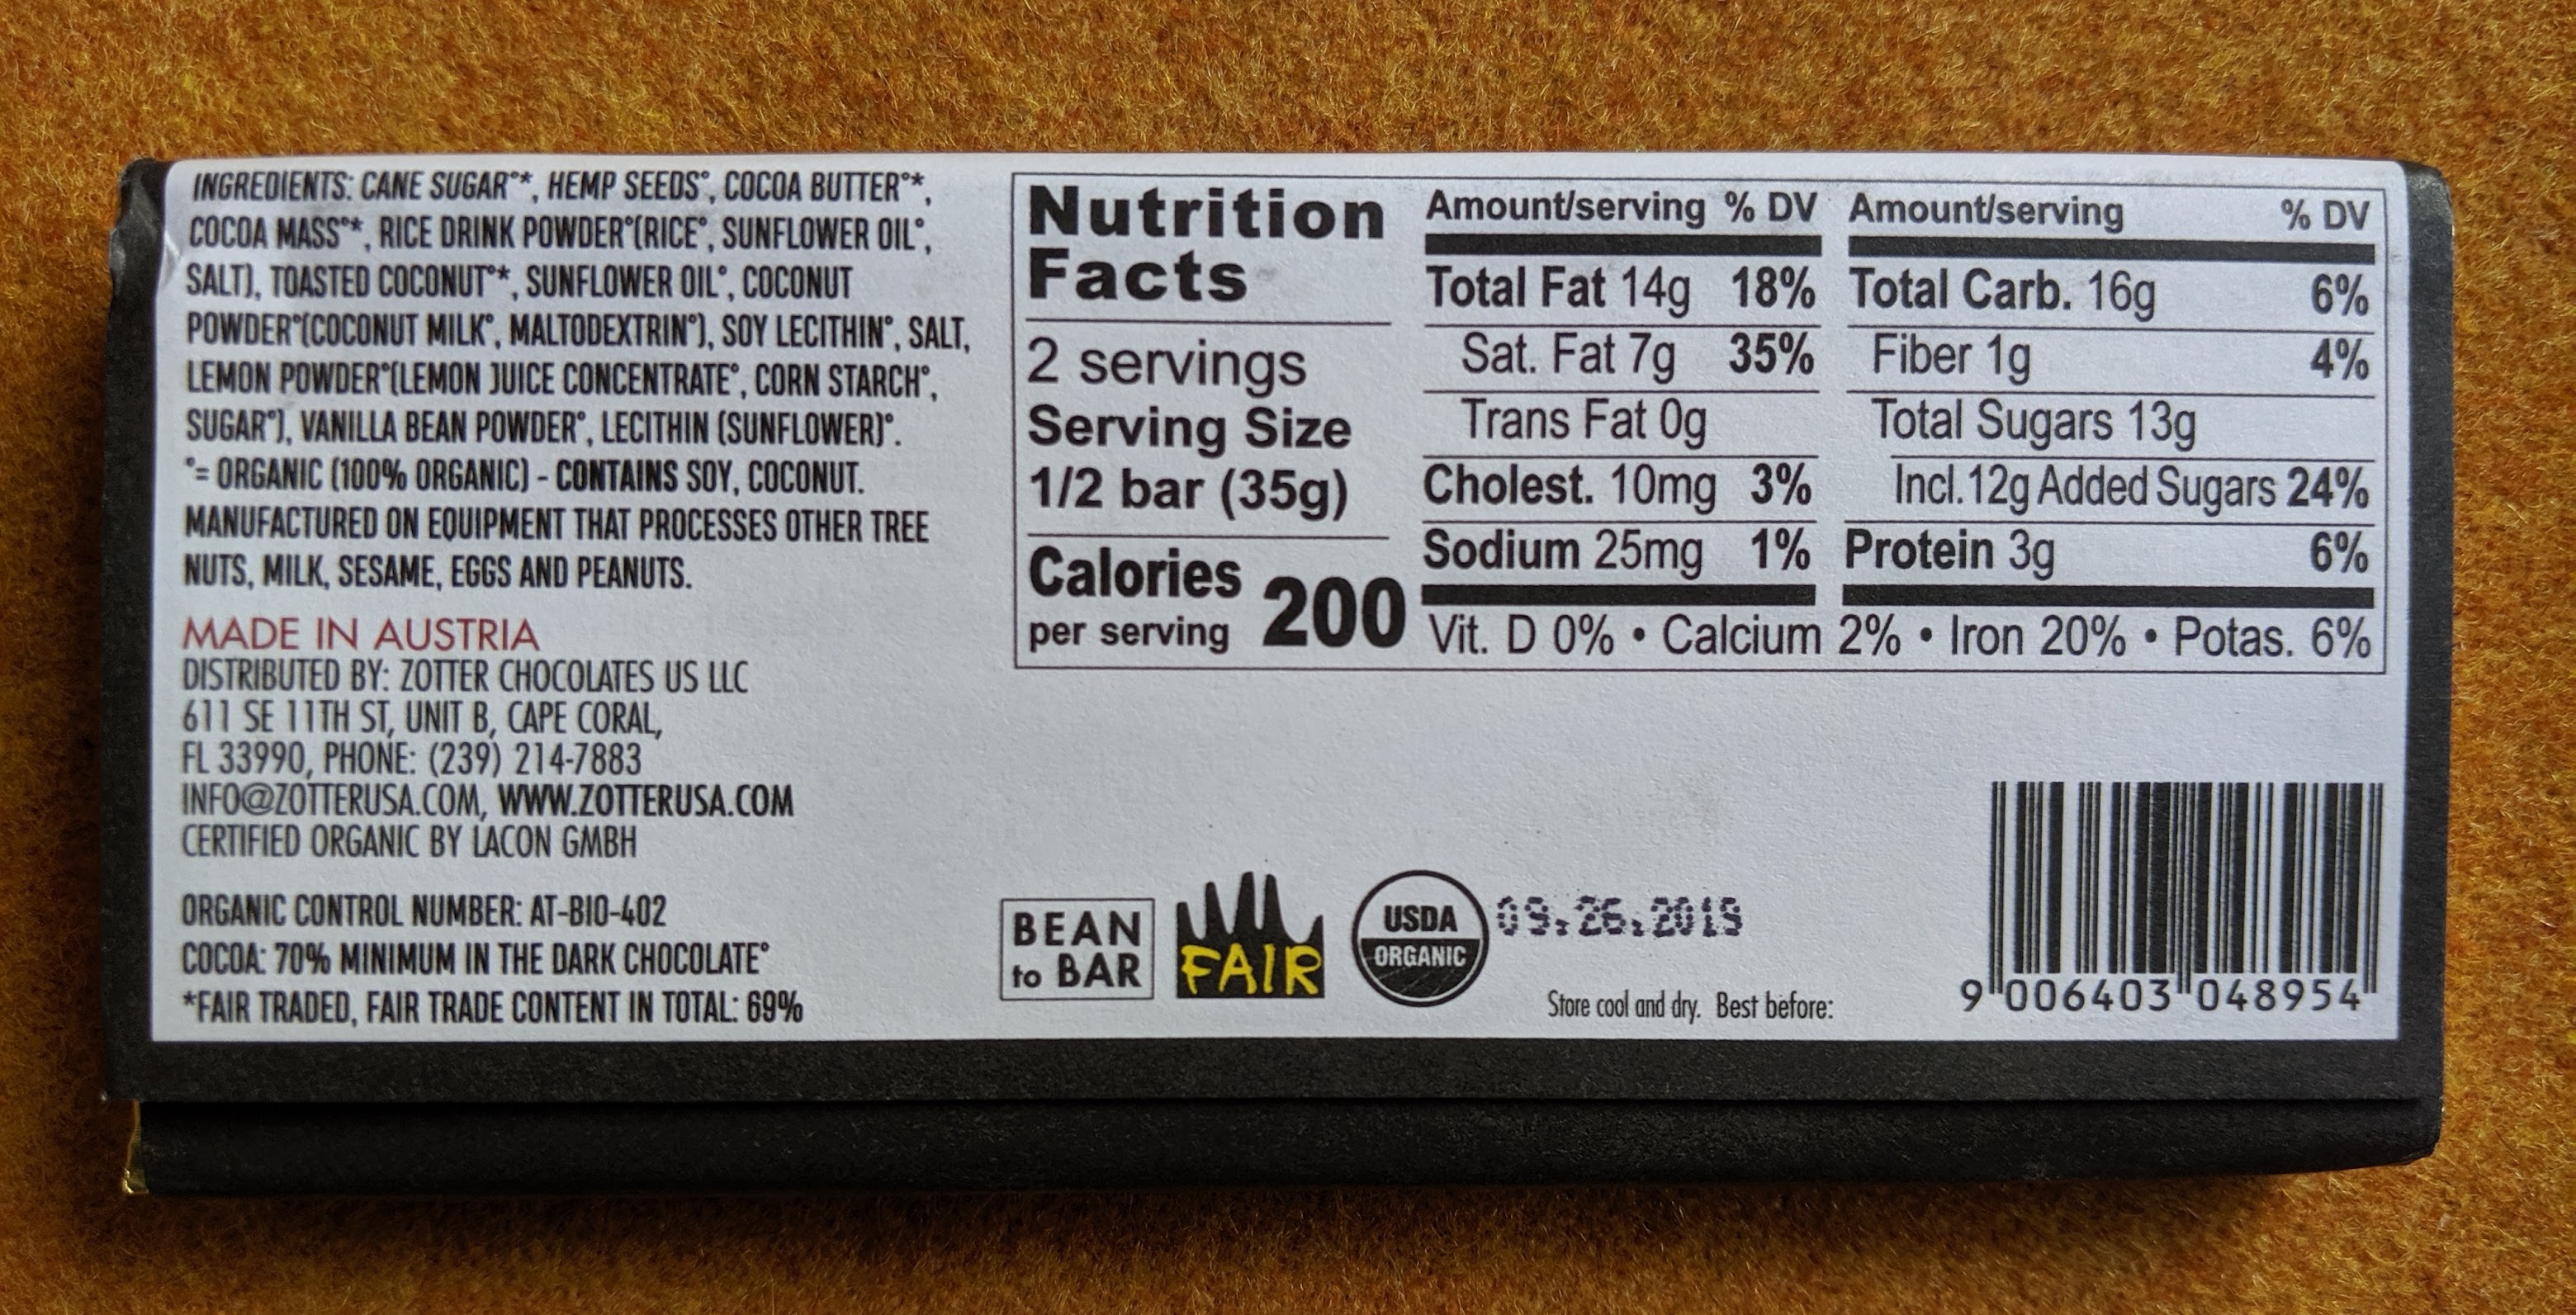 INGREDIENTS: CANE SUGAR°*, HEMP SEEDS°, COCOA BUTTER°*,
COCOA MASS°*, RICE DRINK POWDER°(RICE°, SUNFLOWER OIL°,
SALT), TOASTED COCONUT°*, SUNFLOWER OIL°, COCONUT
POWDER°(COCONUT MILK°, MALTODEXTRIN°), SOY LECITHIN°, SALT,
LEMON POWDER°(LEMON JUICE CONCENTRATE°, CORN STARCH°,
SUGAR°), VANILLA BEAN POWDER°, LECITHIN (SUNFLOWER)°.
°= ORGANIC (100% ORGANIC) - CONTAINS SOY, COCONUT.
MANUFACTURED ON EQUIPMENT THAT PROCESSES OTHER TREE
NUTS, MILK, SESAME, EGGS AND PEANUTS.
MADE IN AUSTRIA
DISTRIBUTED BY: ZOTTER CHOCOLATES US LLC
611 SE 11TH ST, UNIT B, CAPE CORAL,
FL 33990, PHONE: (239) 214-7883
INFO@ZOTTERUSA.COM, WWW.ZOTTERUSA.COM
CERTIFIED ORGANIC BY LACON GMBH
ORGANIC CONTROL NUMBER: AT-BIO-402
COCOA: 70% MINIMUM IN THE DARK CHOCOLATE°
*FAIR TRADED, FAIR TRADE CONTENT IN TOTAL: 69%
Nutrition
Facts
2 servings
Serving Size
1/2 bar (35g)
Calories
per serving 200
Amount/serving % DV
Total Fat 14g 18%
Sat. Fat 7g 35%
Trans Fat 0g
Cholest. 10mg 3%
Sodium 25mg 1%
Amount/serving % DV
Total Carb. 16g 6%
Fiber 1g 4%
Total Sugars 13g
Incl. 12g Added Sugars 24%
Protein 3g 6%
Vit. D 0% • Calcium 2% • Iron 20% • Potas. 6%
BEAN
to BAR
FAIR
USDA
ORGANIC
09.26.2019
Store cool and dry. Best before:
9 006403 048954